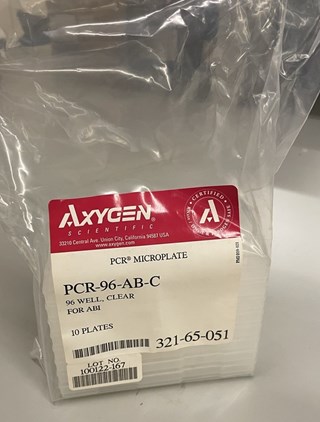 AXYGEN®
SCIENTIFIC
33210 Central Ave. Union City, California 94587 USA
www.axygen.com
CERTIFIED
A
PCR® MICROPLATE
PCR-96-AB-C
96 WELL, CLEAR
FOR ABI
10 PLATES
321-65-051
LOT NO.
100122-167